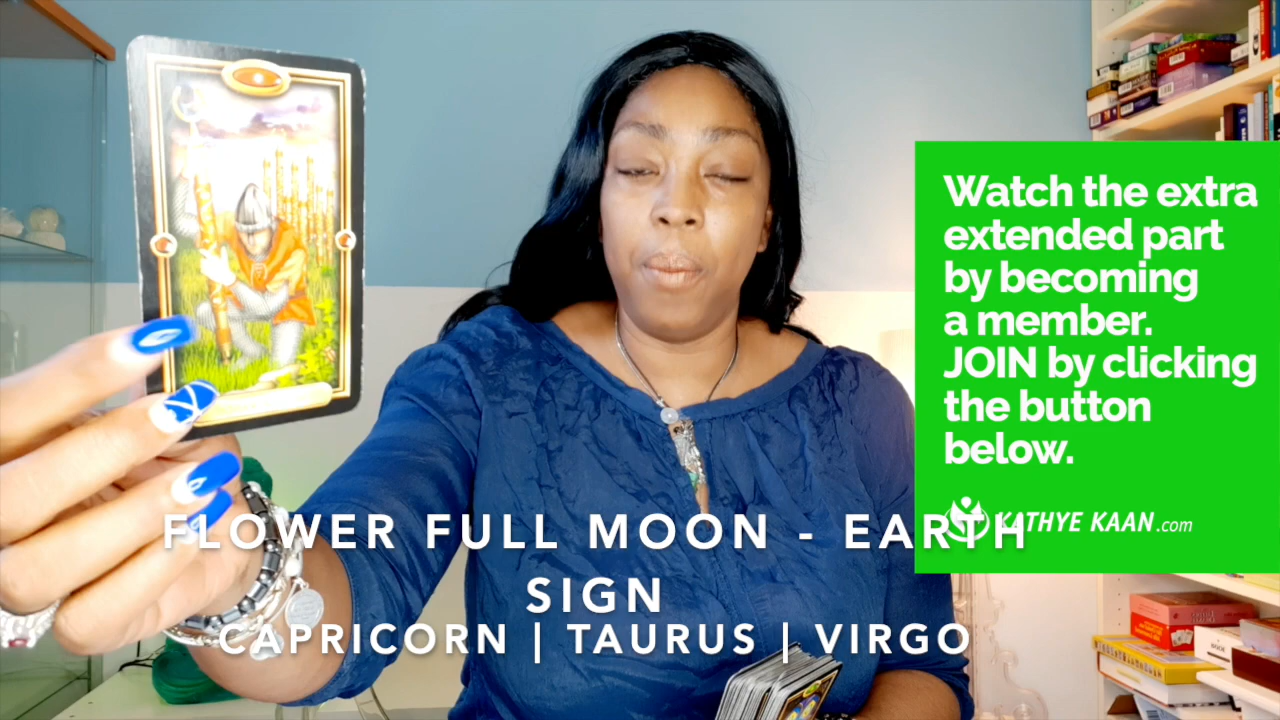 Watch the extra
extended part
by becoming
a member.
JOIN by clicking
the button
below.
KATHYE KAAN.com
FLOWER FULL MOON - EARTH
SIGN
CAPRICORN | TAURUS | VIRGO